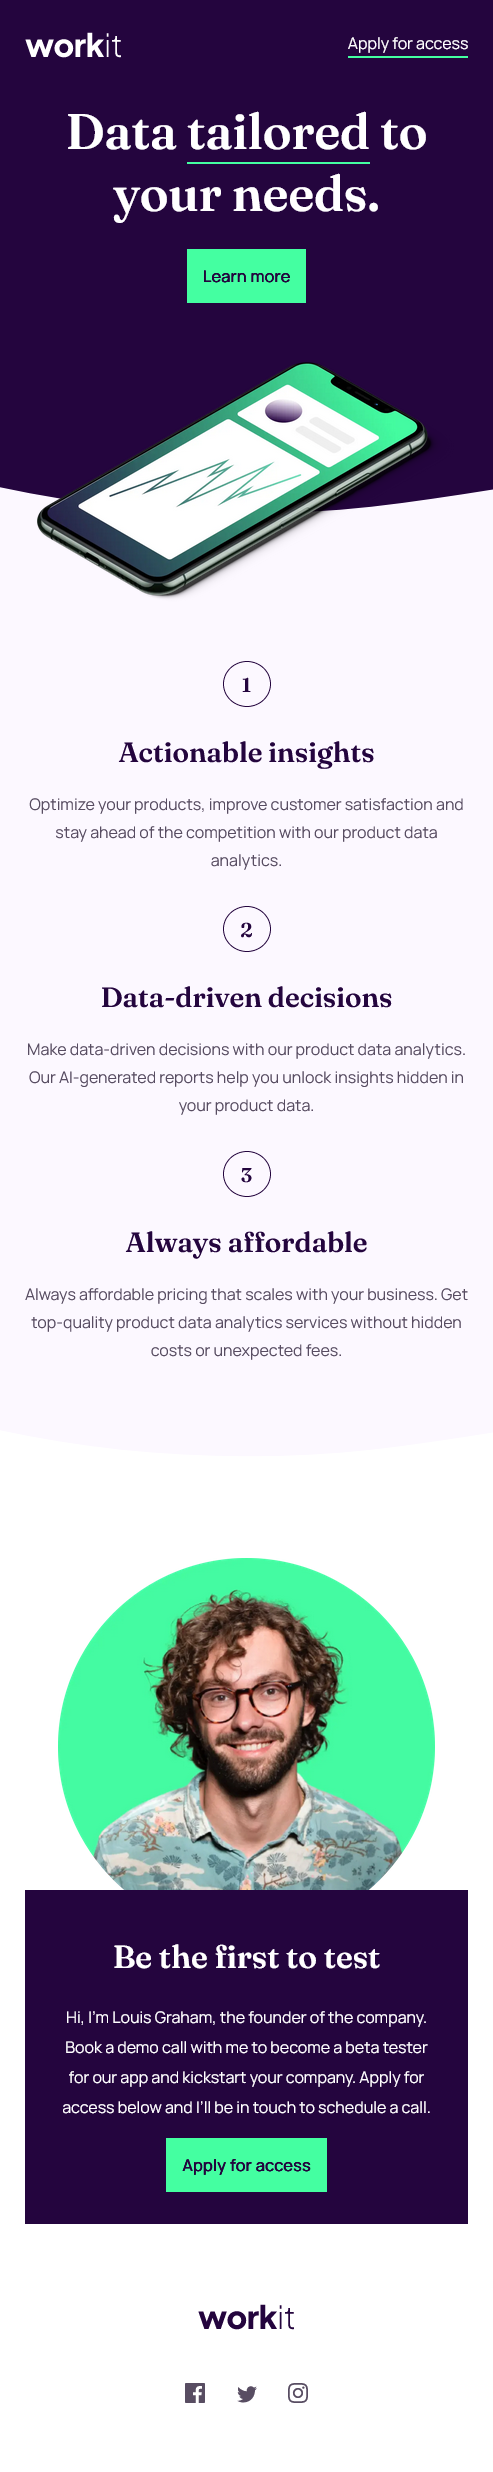 workit
Apply for access
Data tailored to
your needs.
Learn more
1
Actionable insights
Optimize your products, improve customer satisfaction and
stay ahead of the competition with our product data
analytics.
2
Data-driven decisions
Make data-driven decisions with our product data analytics.
Our AI-generated reports help you unlock insights hidden in
your product data.
3
Always affordable
Always affordable pricing that scales with your business. Get
top-quality product data analytics services without hidden
costs or unexpected fees.
Be the first to test
Hi, I'm Louis Graham, the founder of the company.
Book a demo call with me to become a beta tester
for our app and kickstart your company. Apply for
access below and I'll be in touch to schedule a call.
Apply for access
workit